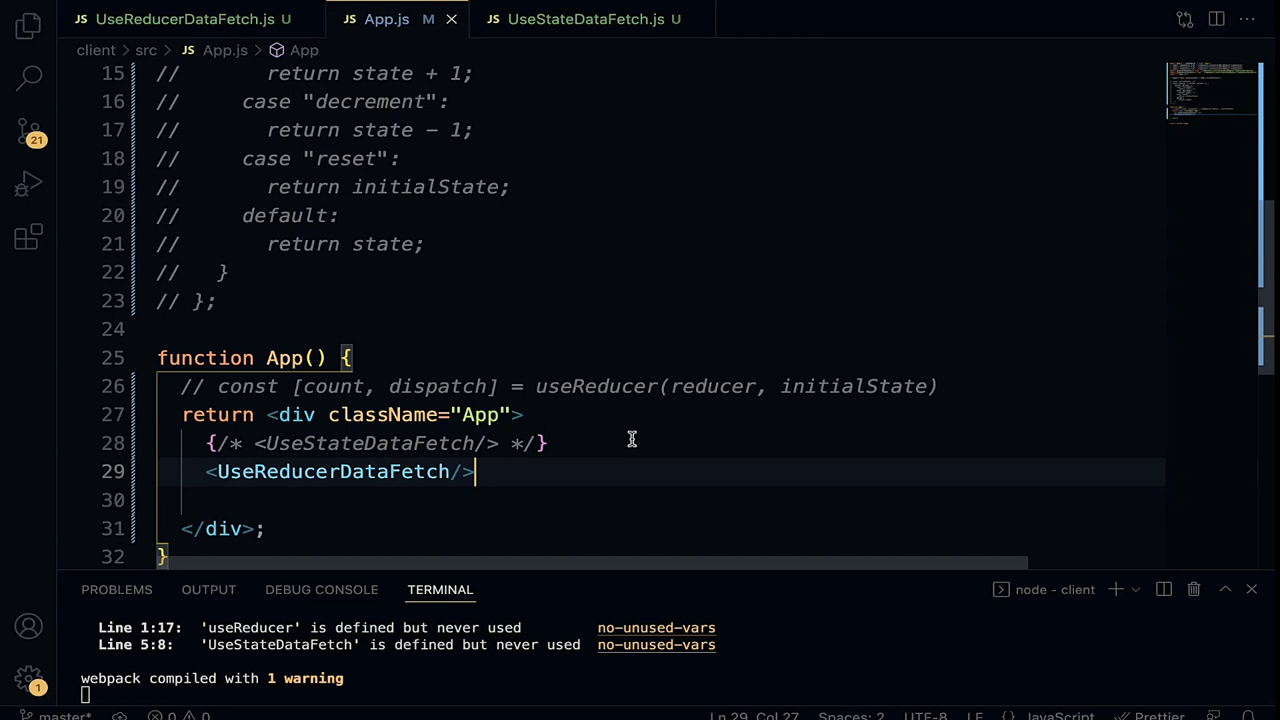 JS UseReducerDataFetch.js U JS App.js M JS UseStateDataFetch.js U
client > src > JS App.js > App
15 // return state + 1;
16 // case "decrement":
17 // return state - 1;
18 // case "reset":
19 // return initialState;
20 // default:
21 // return state;
22 // }
23 // };
24
25 function App() {
26 // const [count, dispatch] = useReducer(reducer, initialState)
27 return <div className="App">
28 {/* <UseStateDataFetch/> */}
29 <UseReducerDataFetch/>
30
31 </div>;
32 }
21
PROBLEMS OUTPUT DEBUG CONSOLE TERMINAL node - client
Line 1:17: 'useReducer' is defined but never used no-unused-vars
Line 5:8: 'UseStateDataFetch' is defined but never used no-unused-vars
webpack compiled with 1 warning
1
master* 0 0 Ln 29, Col 27 Spaces: 2 UTF-8 LF {} JavaScript Prettier